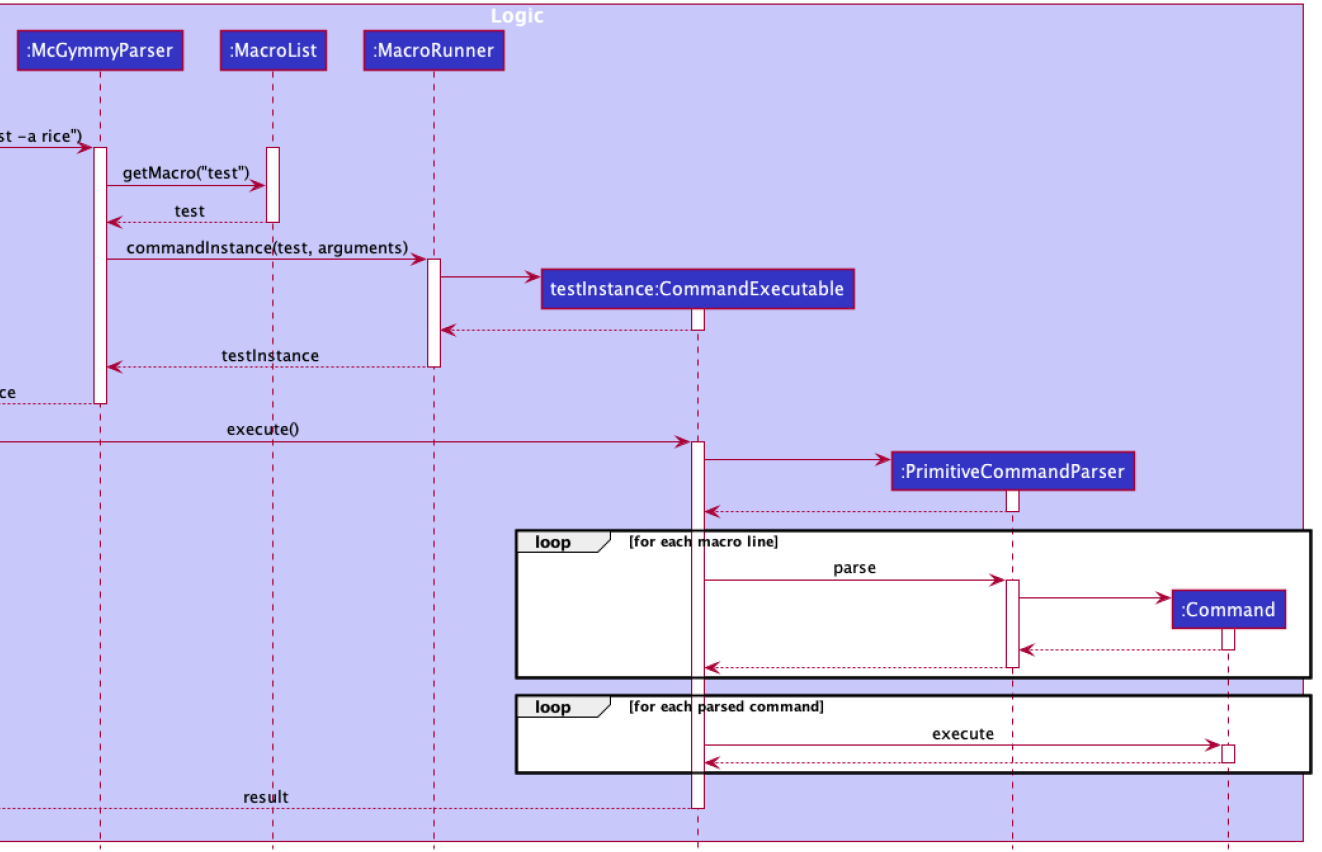 Logic
:McGymmyParser
:MacroList
:MacroRunner
st -a rice")
getMacro("test")
test
commandInstance(test, arguments)
testInstance:CommandExecutable
testInstance
ce
execute()
:PrimitiveCommandParser
loop [for each macro line]
parse
:Command
loop [for each parsed command]
execute
result